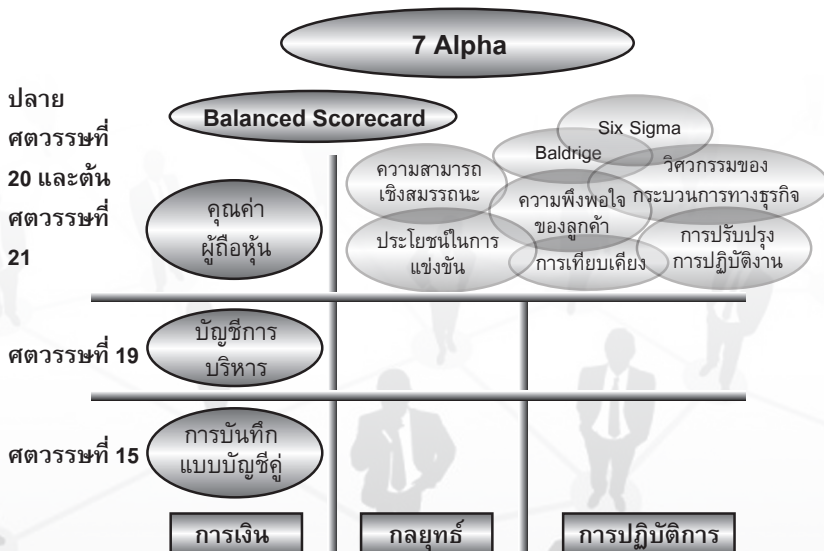 7 Alpha
ปลาย
ศตวรรษที่
20 และต้น
ศตวรรษที่
21
Balanced Scorecard
Six Sigma
Baldrige
ความสามารถ
เชิงสมรรถนะ
วิศวกรรมของ
กระบวนการทางธุรกิจ
ความพึงพอใจ
ของลูกค้า
คุณค่า
ผู้ถือหุ้น
ประโยชน์ในการ
แข่งขัน
การเทียบเคียง
การปรับปรุง
การปฏิบัติงาน
ศตวรรษที่ 19
บัญชีการ
บริหาร
ศตวรรษที่ 15
การบันทึก
แบบบัญชีคู่
การเงิน
กลยุทธ์
การปฏิบัติการ